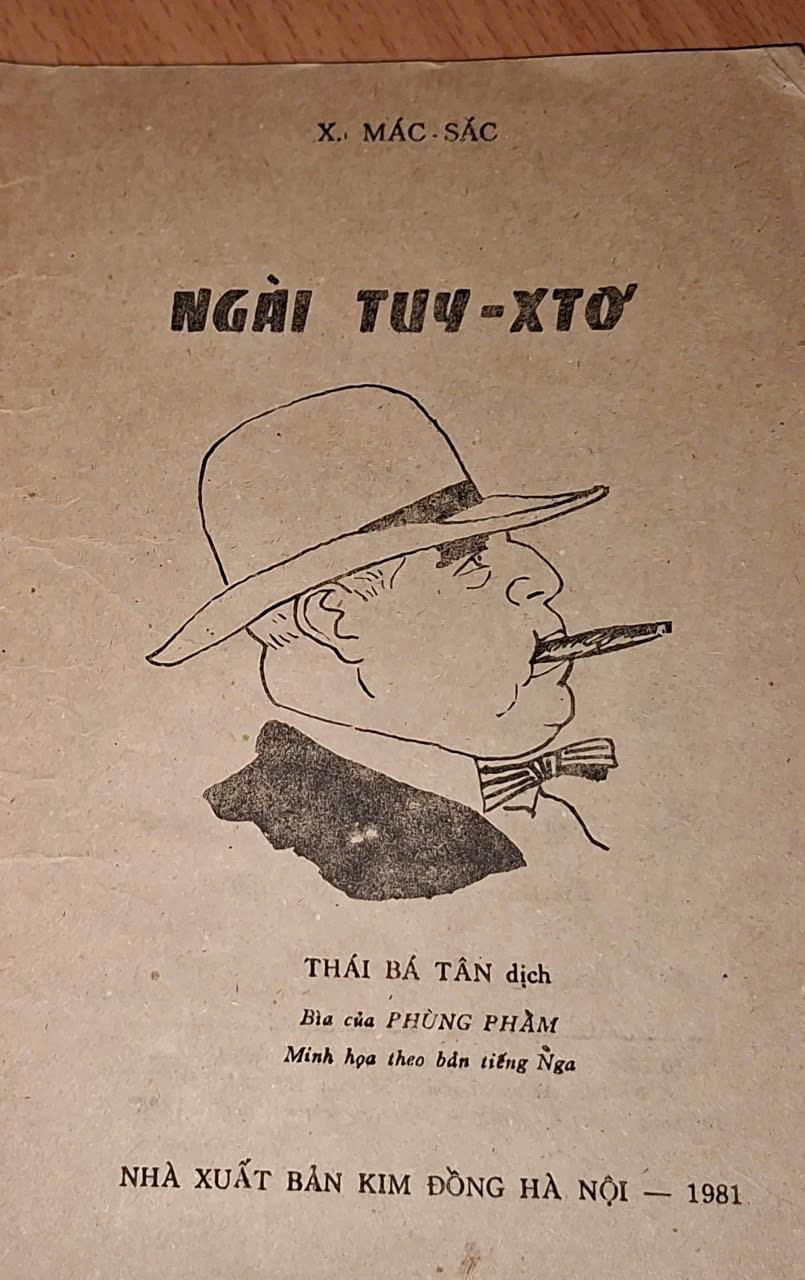 X. MÁC-SÁC
NGÀI TUY-XTƠ
THÁI BÁ TÂN dịch
Bìa của PHÙNG PHẨM
Minh họa theo bản tiếng Nga
NHÀ XUẤT BẢN KIM ĐỒNG HÀ NỘI — 1981